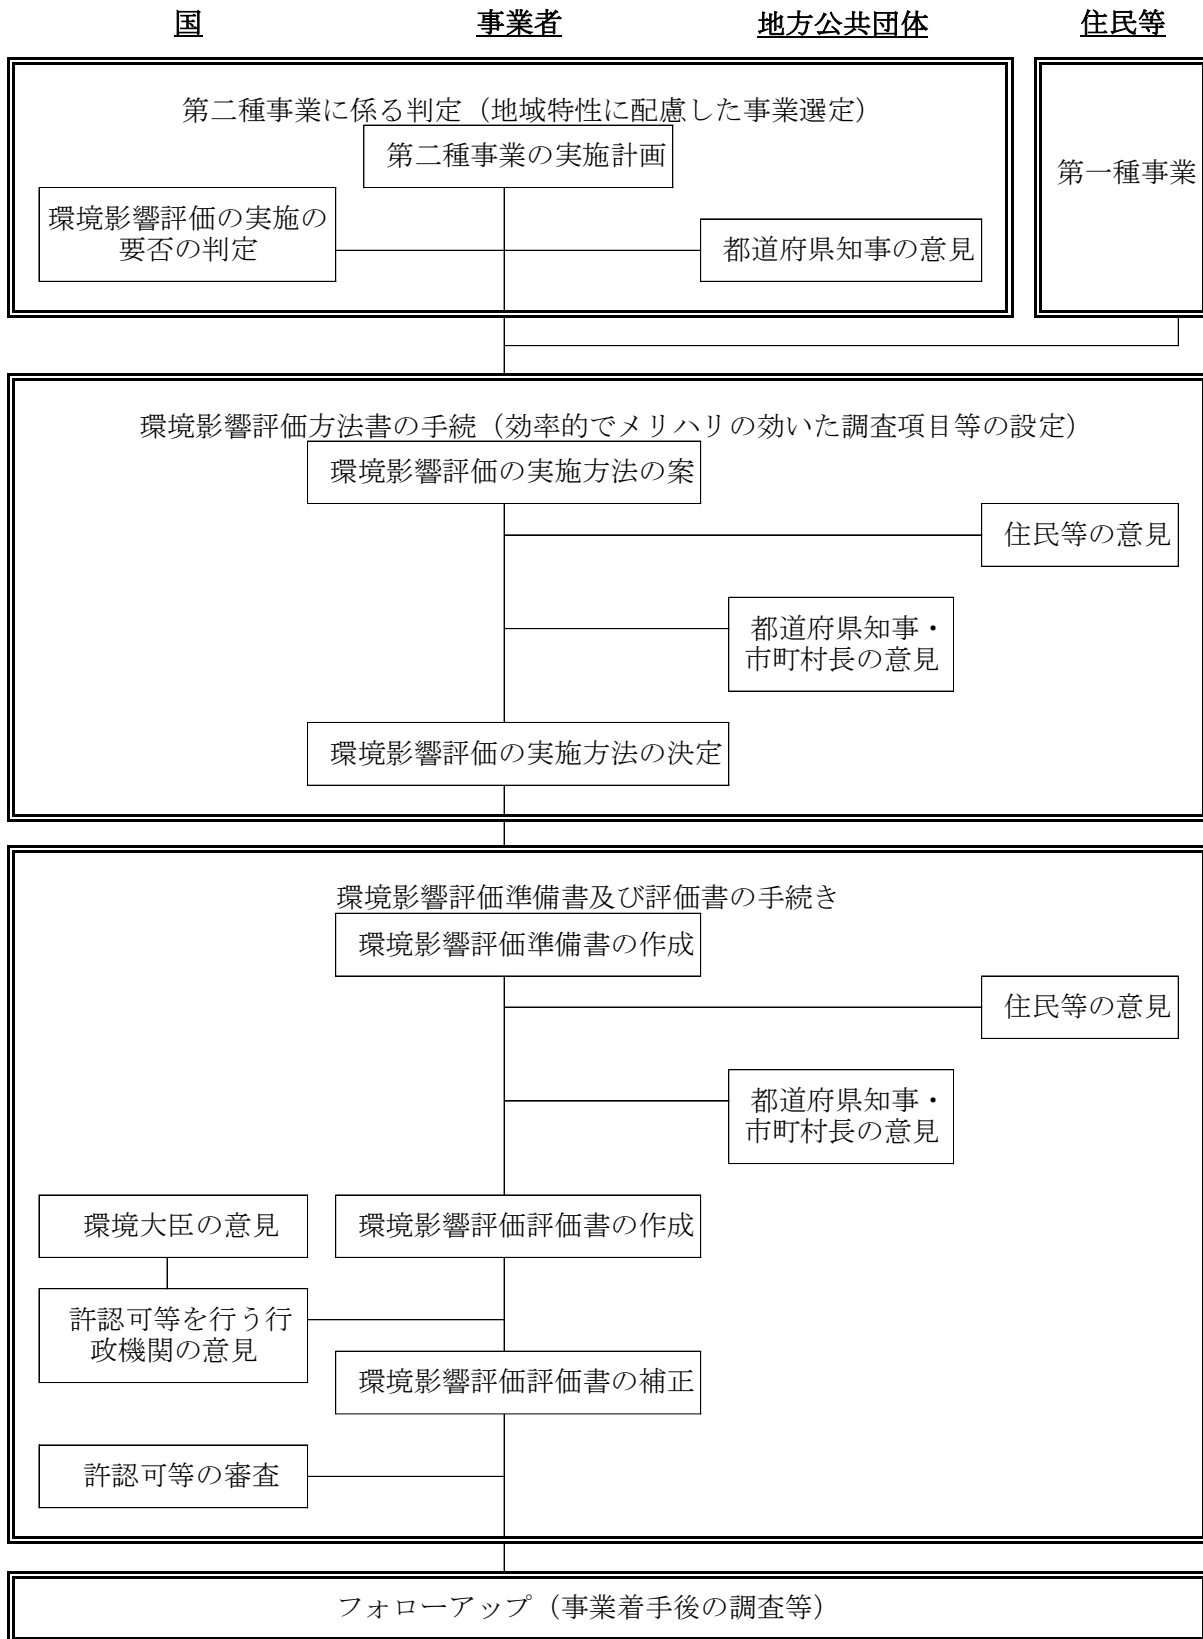 国 事業者 地方公共団体 住民等
第二種事業に係る判定（地域特性に配慮した事業選定）
第二種事業の実施計画
第一種事業
環境影響評価の実施の
要否の判定
都道府県知事の意見
環境影響評価方法書の手続（効率的でメリハリの効いた調査項目等の設定）
環境影響評価の実施方法の案
住民等の意見
都道府県知事・
市町村長の意見
環境影響評価の実施方法の決定
環境影響評価準備書及び評価書の手続き
環境影響評価準備書の作成
住民等の意見
都道府県知事・
市町村長の意見
環境大臣の意見
環境影響評価評価書の作成
許認可等を行う行
政機関の意見
環境影響評価評価書の補正
許認可等の審査
フォローアップ（事業着手後の調査等）